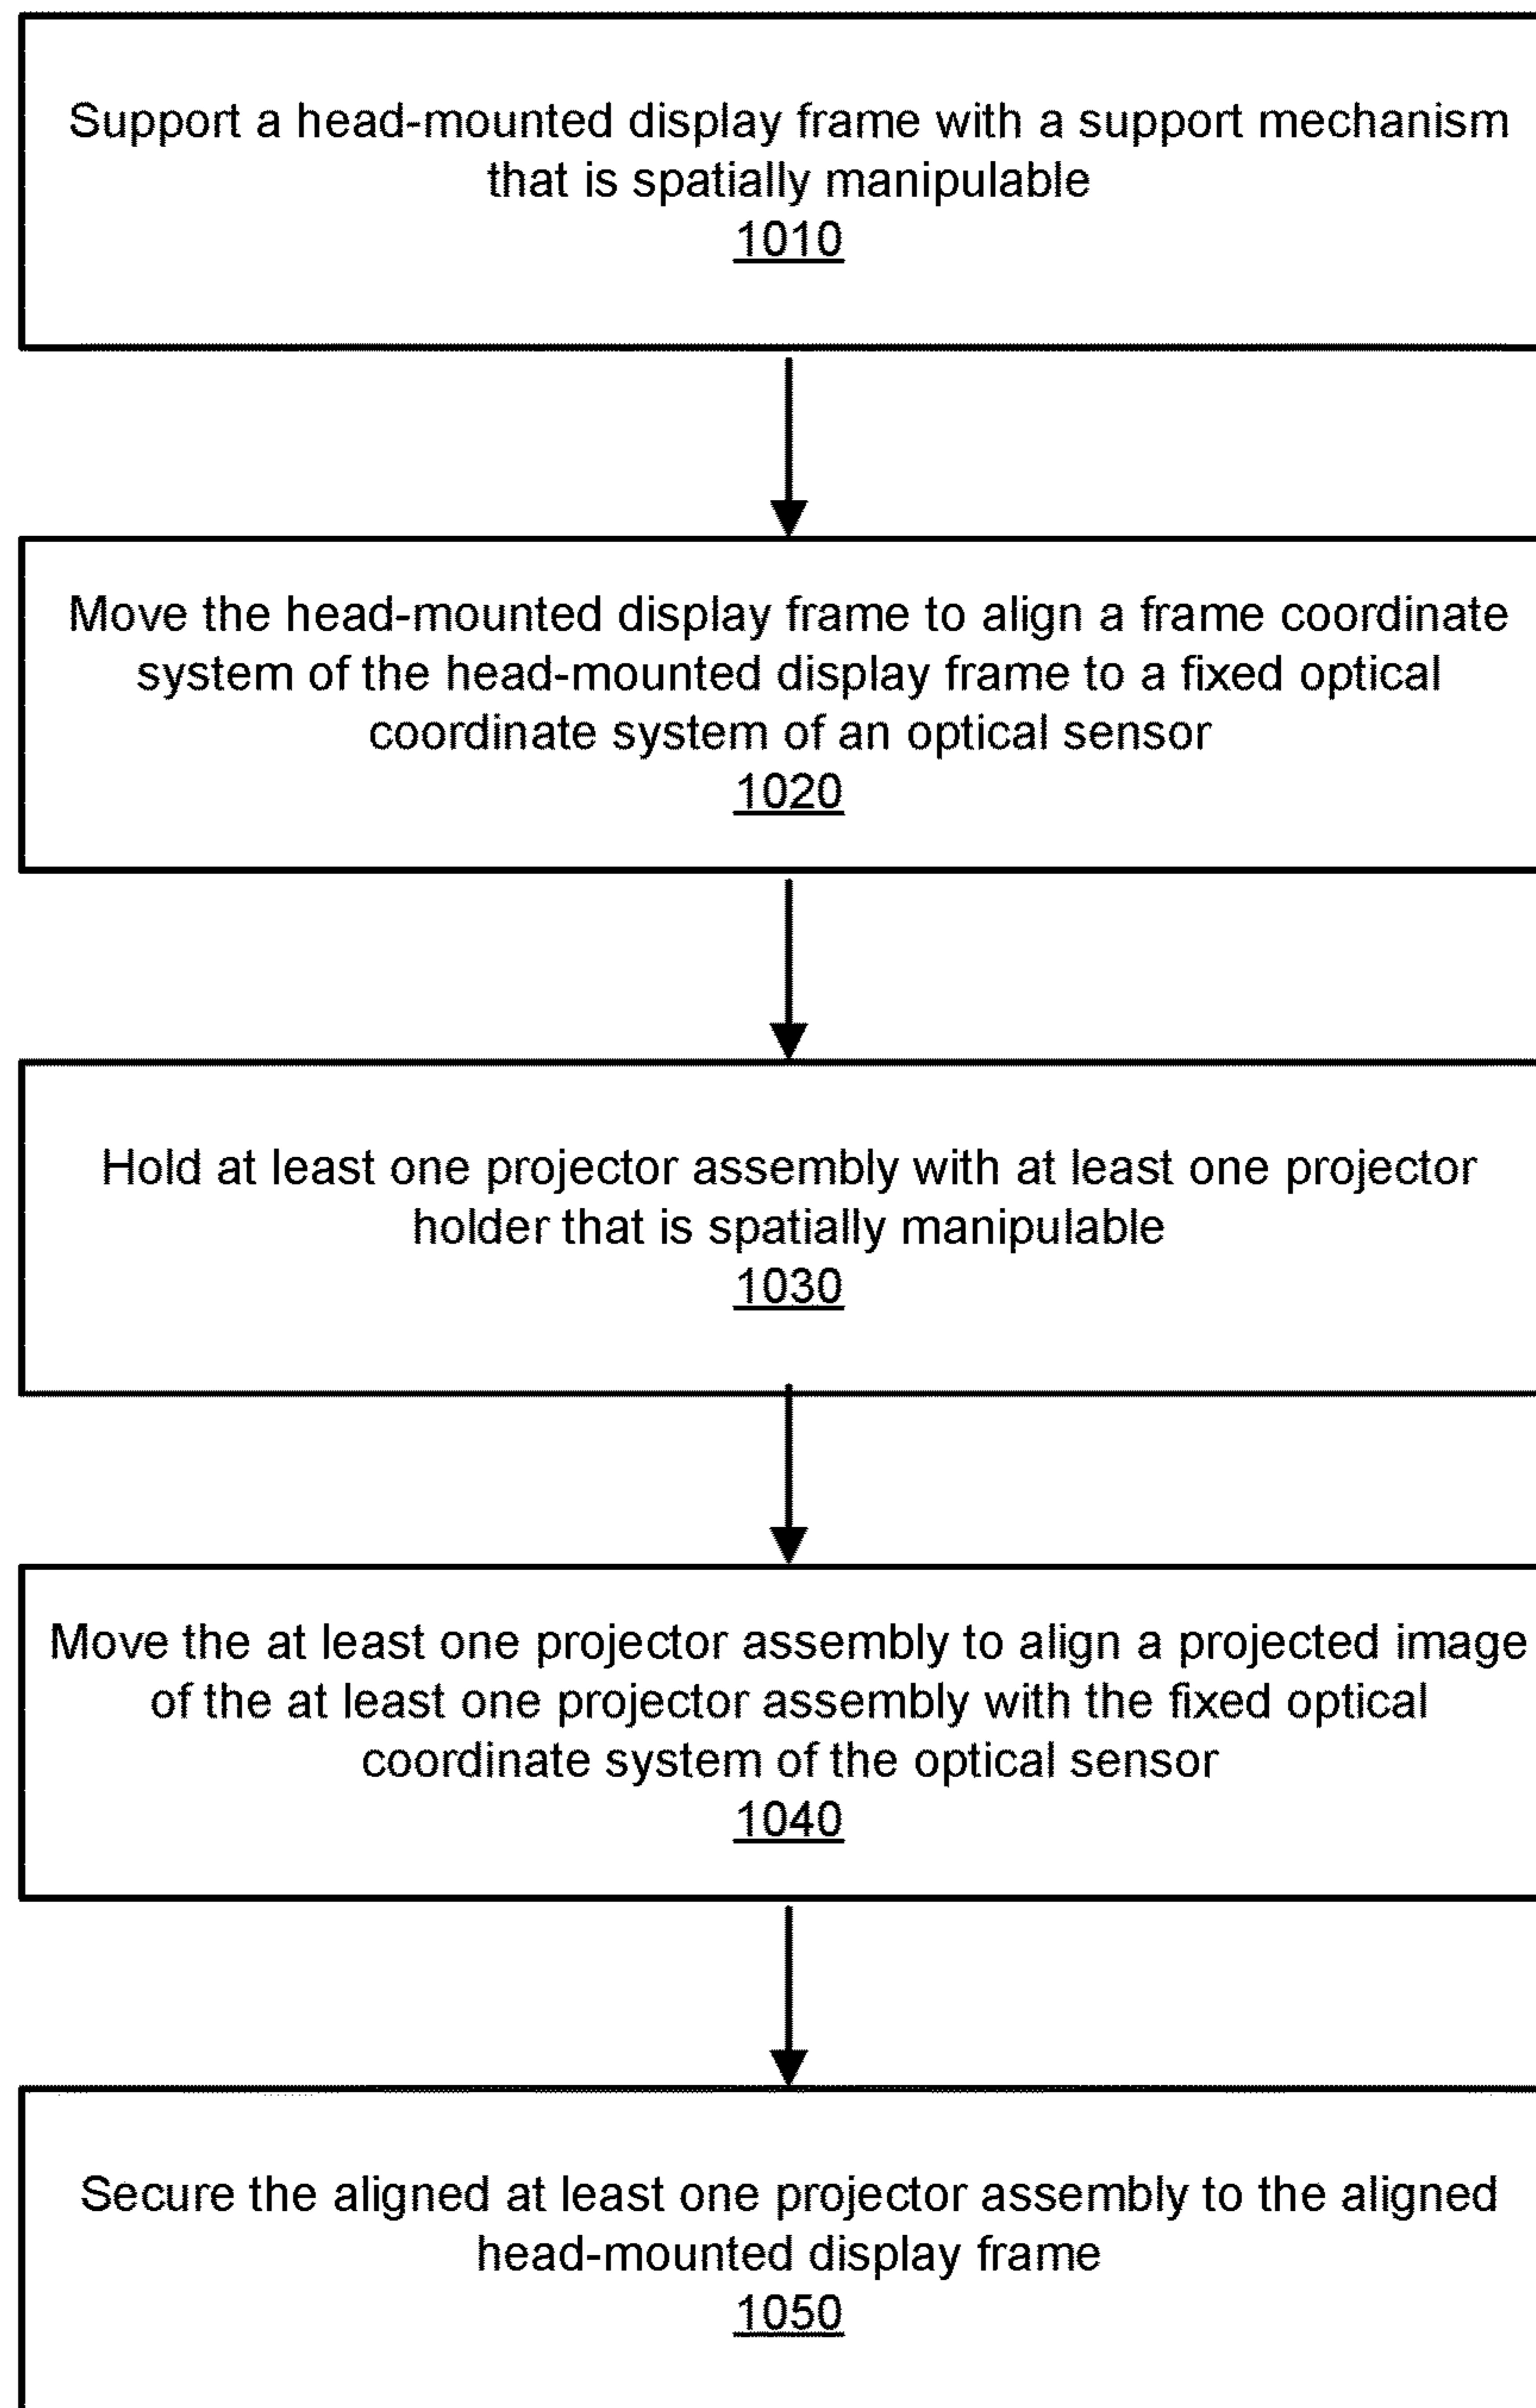 Support a head-mounted display frame with a support mechanism
that is spatially manipulable
1010
Move the head-mounted display frame to align a frame coordinate
system of the head-mounted display frame to a fixed optical
coordinate system of an optical sensor
1020
Hold at least one projector assembly with at least one projector
holder that is spatially manipulable
1030
Move the at least one projector assembly to align a projected image
of the at least one projector assembly with the fixed optical
coordinate system of the optical sensor
1040
Secure the aligned at least one projector assembly to the aligned
head-mounted display frame
1050